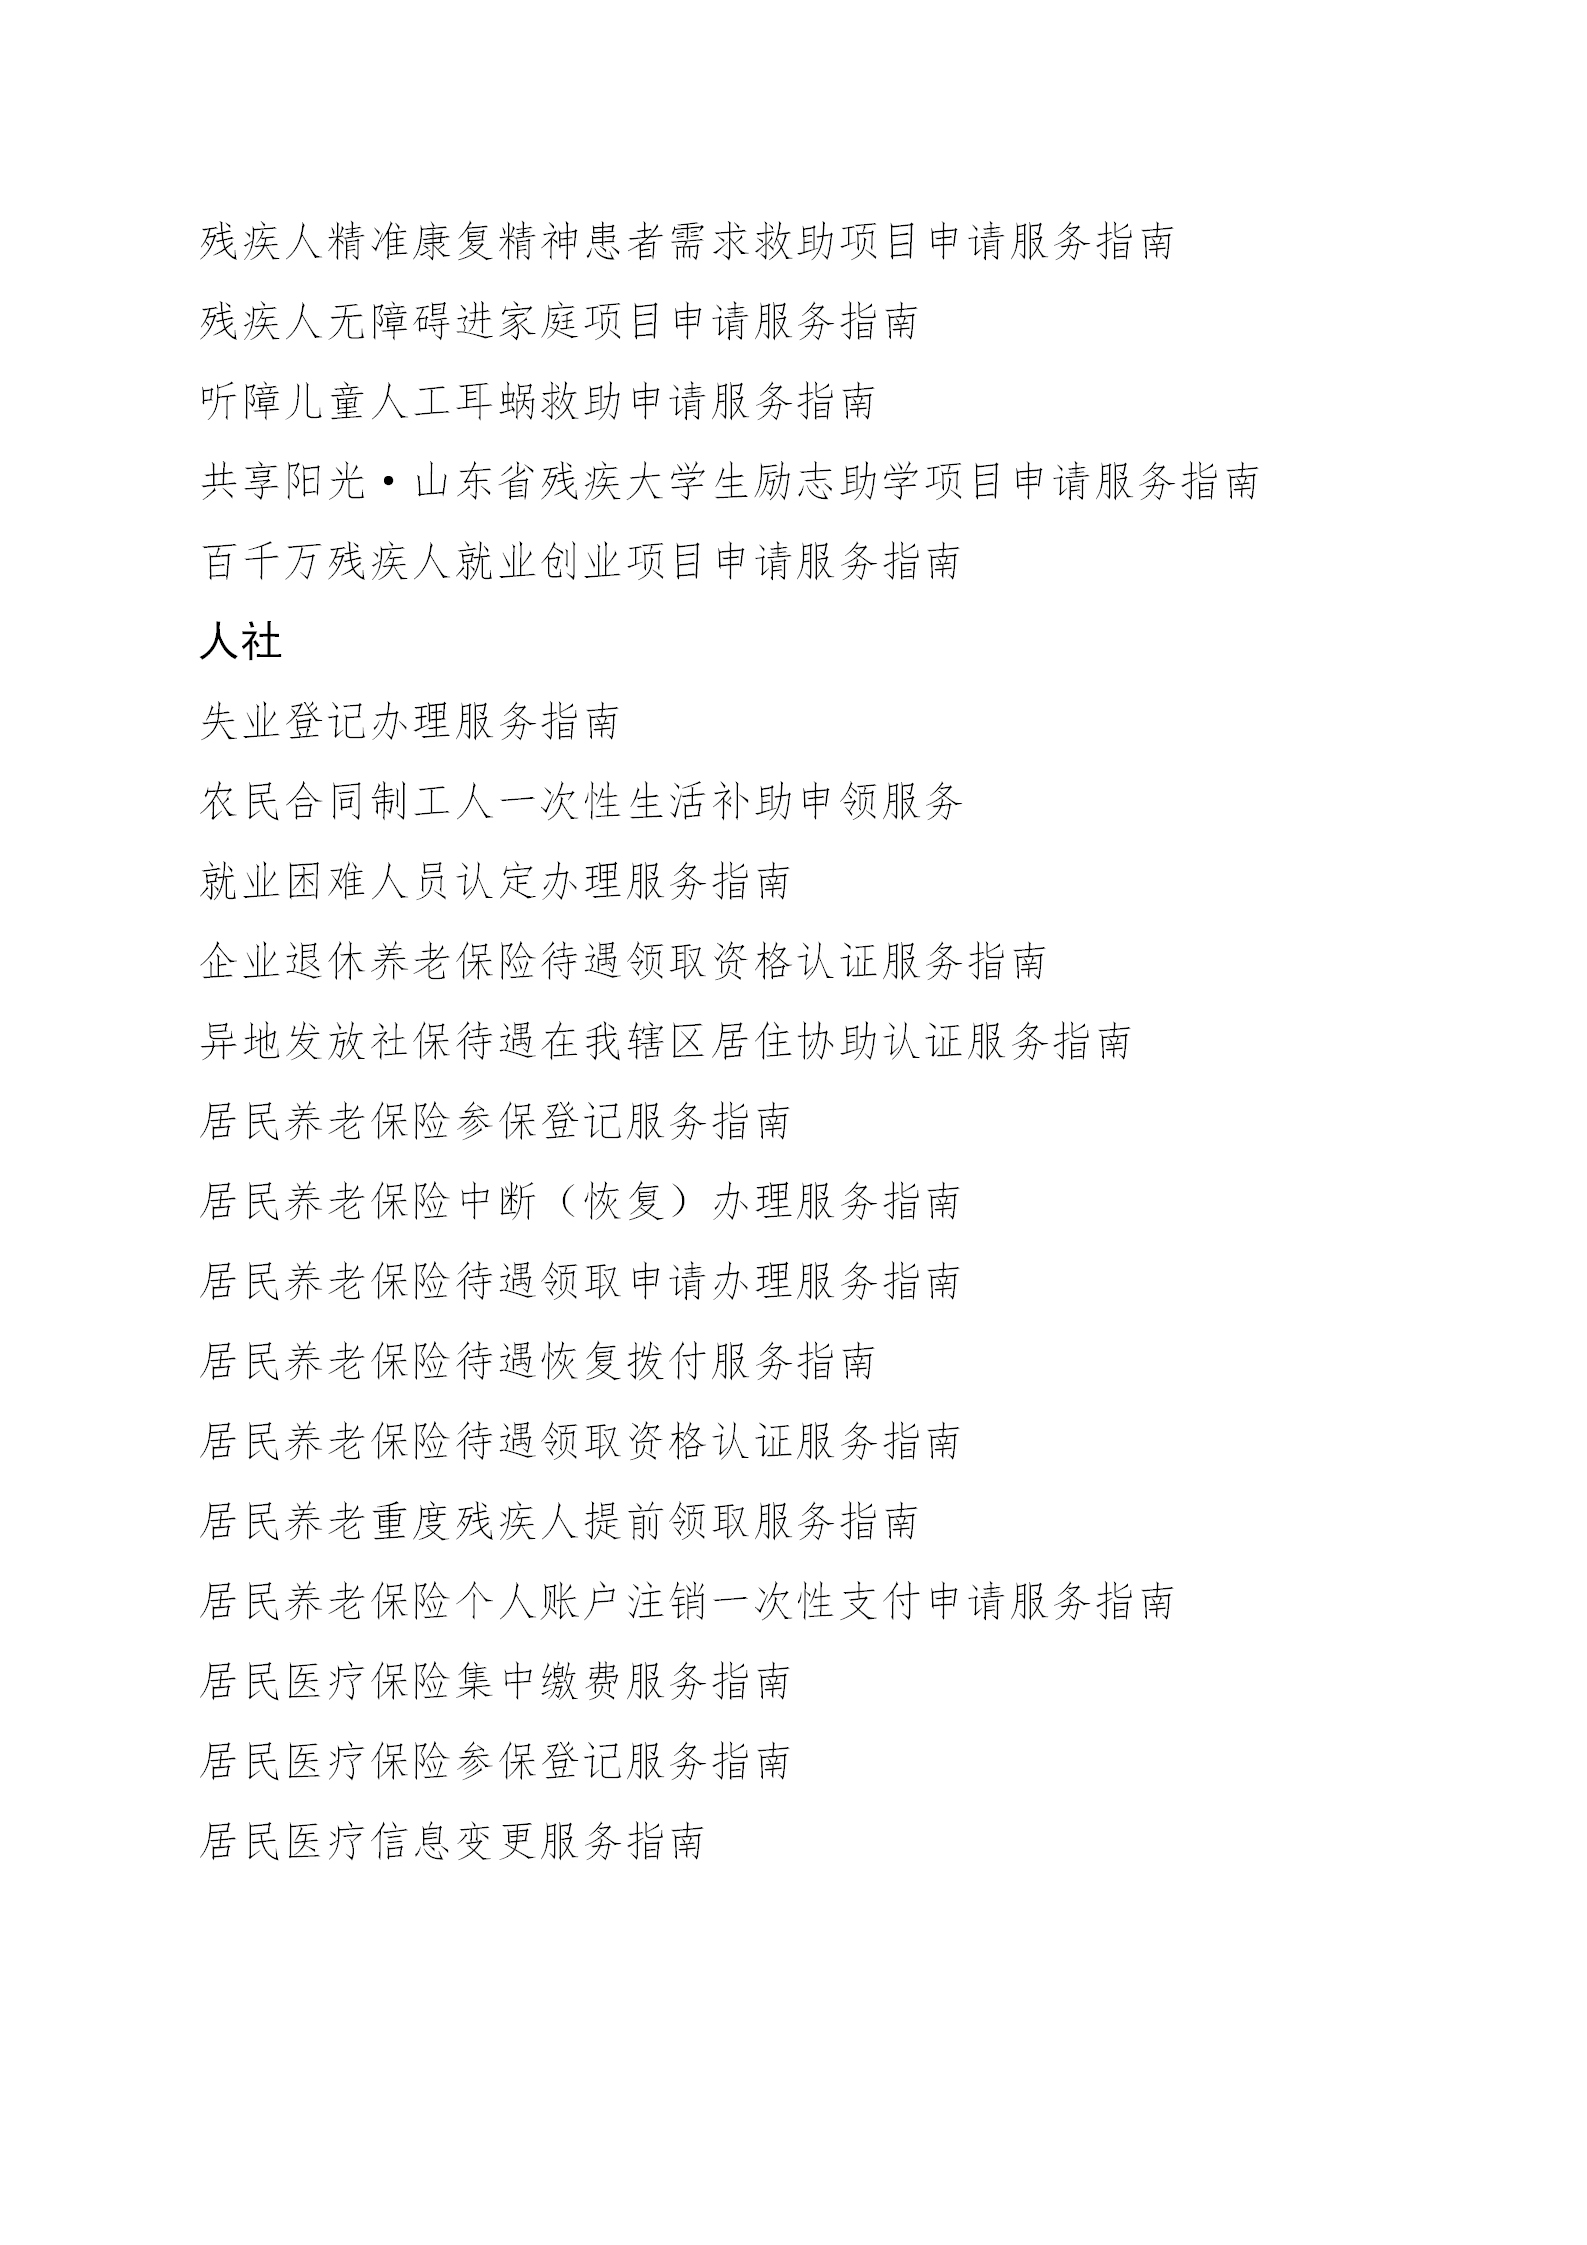 残疾人精准康复精神患者需求救助项目申请服务指南
残疾人无障碍进家庭项目申请服务指南
听障儿童人工耳蜗救助申请服务指南
共享阳光·山东省残疾大学生励志助学项目申请服务指南
百千万残疾人就业创业项目申请服务指南
人社
失业登记办理服务指南
农民合同制工人一次性生活补助申领服务
就业困难人员认定办理服务指南
企业退休养老保险待遇领取资格认证服务指南
异地发放社保待遇在我辖区居住协助认证服务指南
居民养老保险参保登记服务指南
居民养老保险中断（恢复）办理服务指南
居民养老保险待遇领取申请办理服务指南
居民养老保险待遇恢复拨付服务指南
居民养老保险待遇领取资格认证服务指南
居民养老重度残疾人提前领取服务指南
居民养老保险个人账户注销一次性支付申请服务指南
居民医疗保险集中缴费服务指南
居民医疗保险参保登记服务指南
居民医疗信息变更服务指南